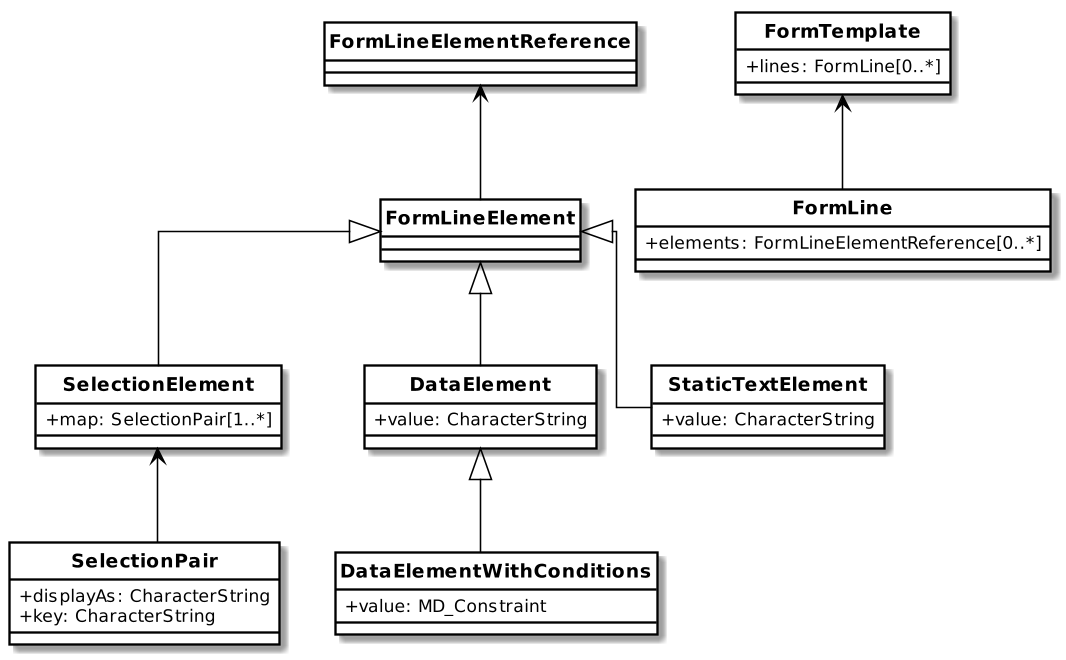 FormLineElementReference
FormTemplate
+lines: FormLine[0..*]
FormLineElement
FormLine
+elements: FormLineElementReference[0..*]
SelectionElement
+map: SelectionPair[1..*]
DataElement
+value: CharacterString
StaticTextElement
+value: CharacterString
SelectionPair
+displayAs: CharacterString
+key: CharacterString
DataElementWithConditions
+value: MD_Constraint